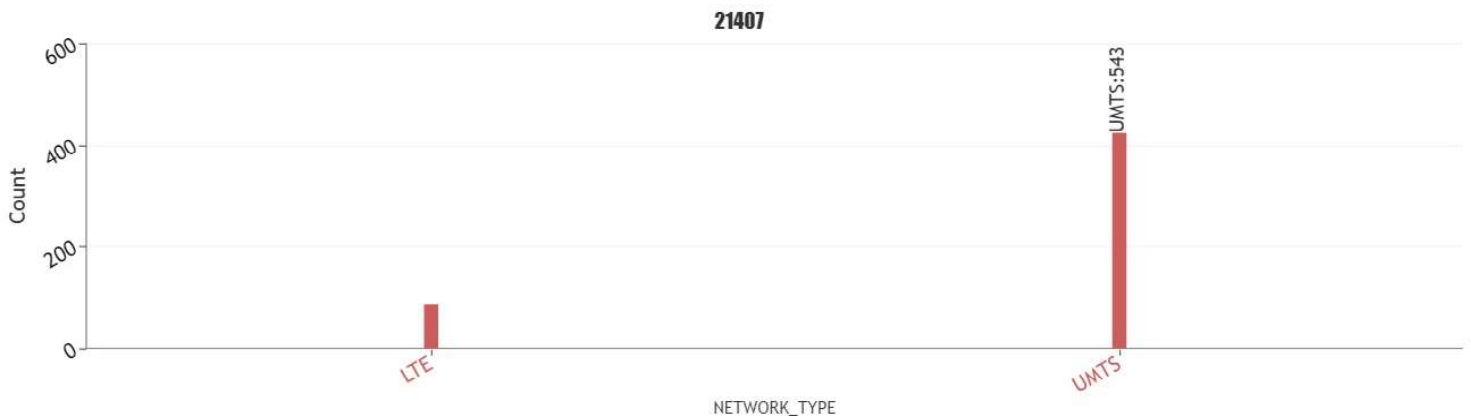 21407
600
400
200
0
Count
UMTS:543
LTE
UMTS
NETWORK_TYPE